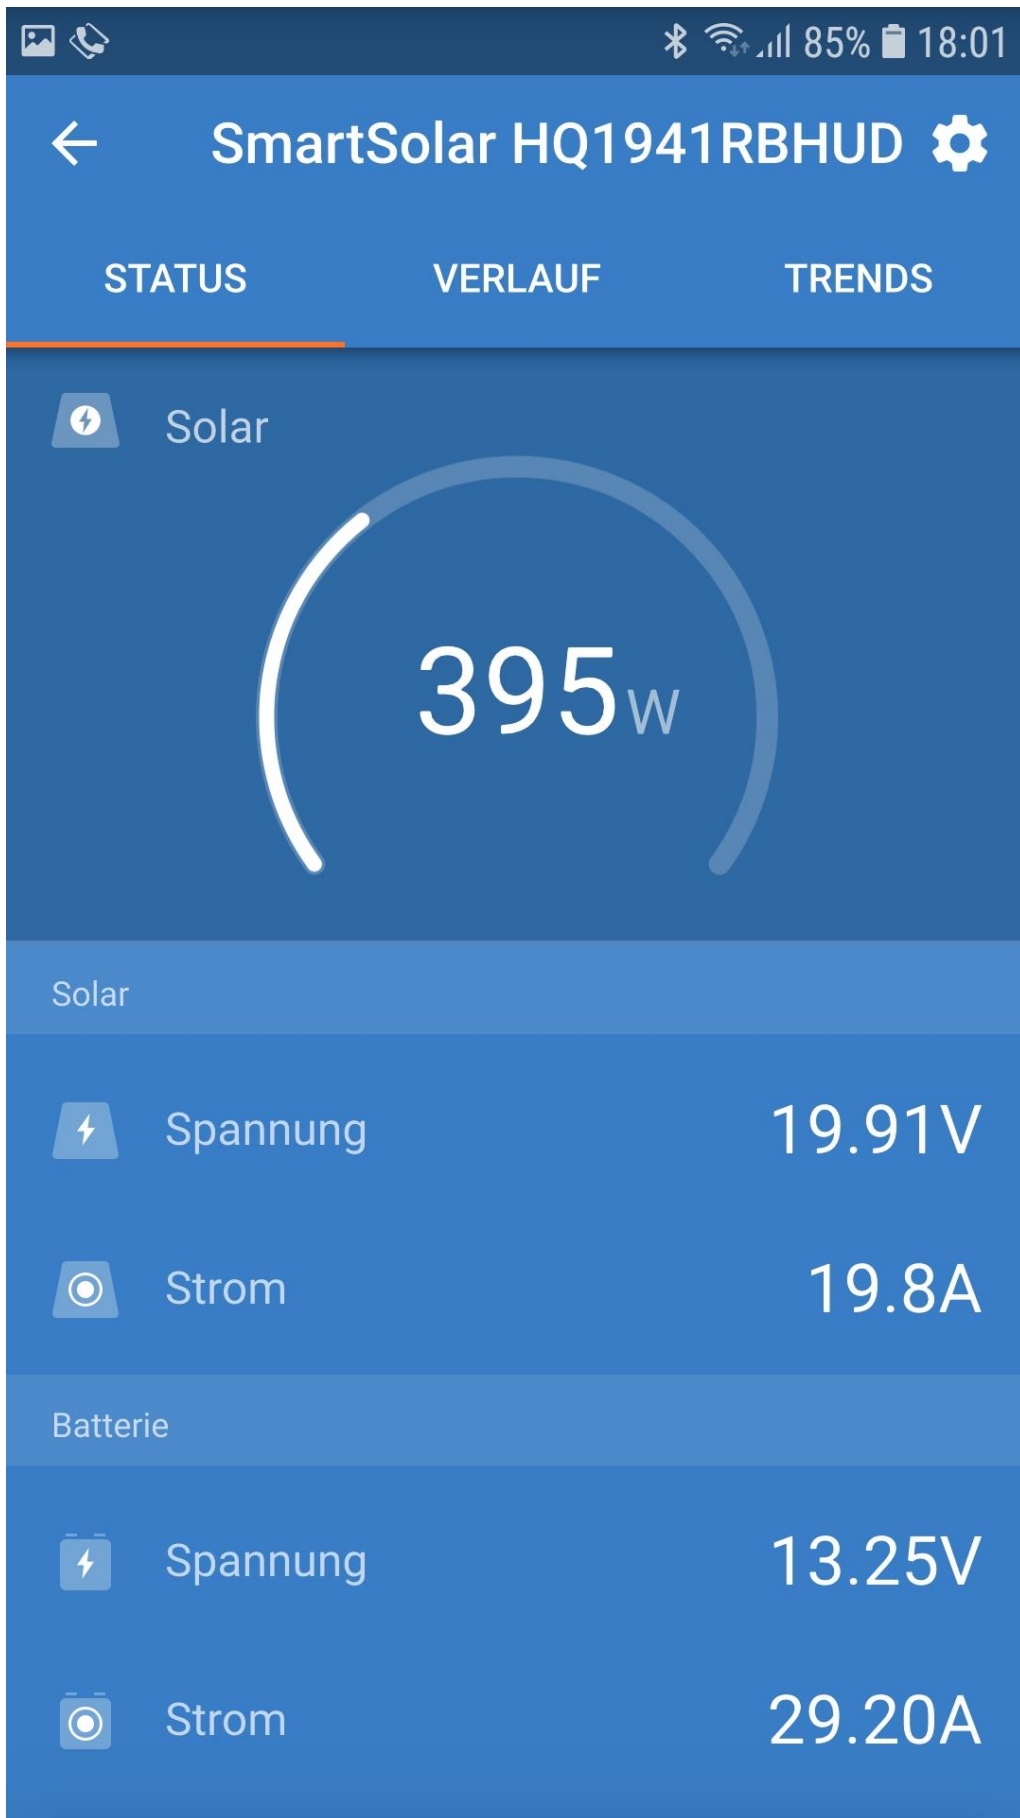 85% 18:01
SmartSolar HQ1941RBHUD
STATUS VERLAUF TRENDS
Solar
395W
Solar
Spannung 19.91V
Strom 19.8A
Batterie
Spannung 13.25V
Strom 29.20A